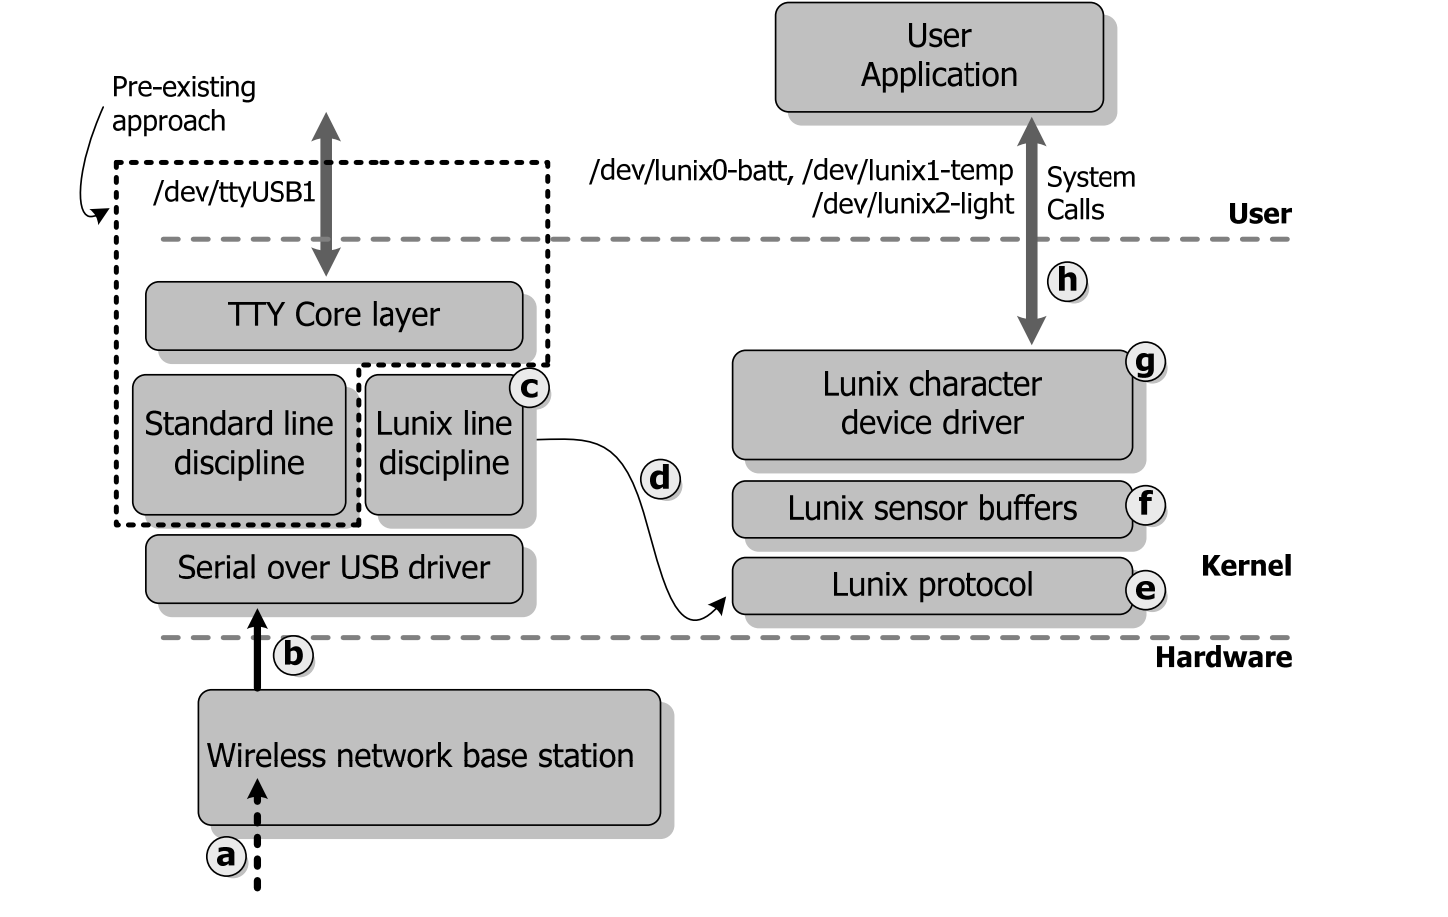 User
Application
Pre-existing
approach
/dev/ttyUSB1
/dev/lunix0-batt, /dev/lunix1-temp
/dev/lunix2-light
System
Calls
User
h
TTY Core layer
Standard line
discipline
Lunix line
discipline
c
d
Lunix character
device driver
g
Lunix sensor buffers
f
Lunix protocol
e
Serial over USB driver
Kernel
b
Hardware
Wireless network base station
a